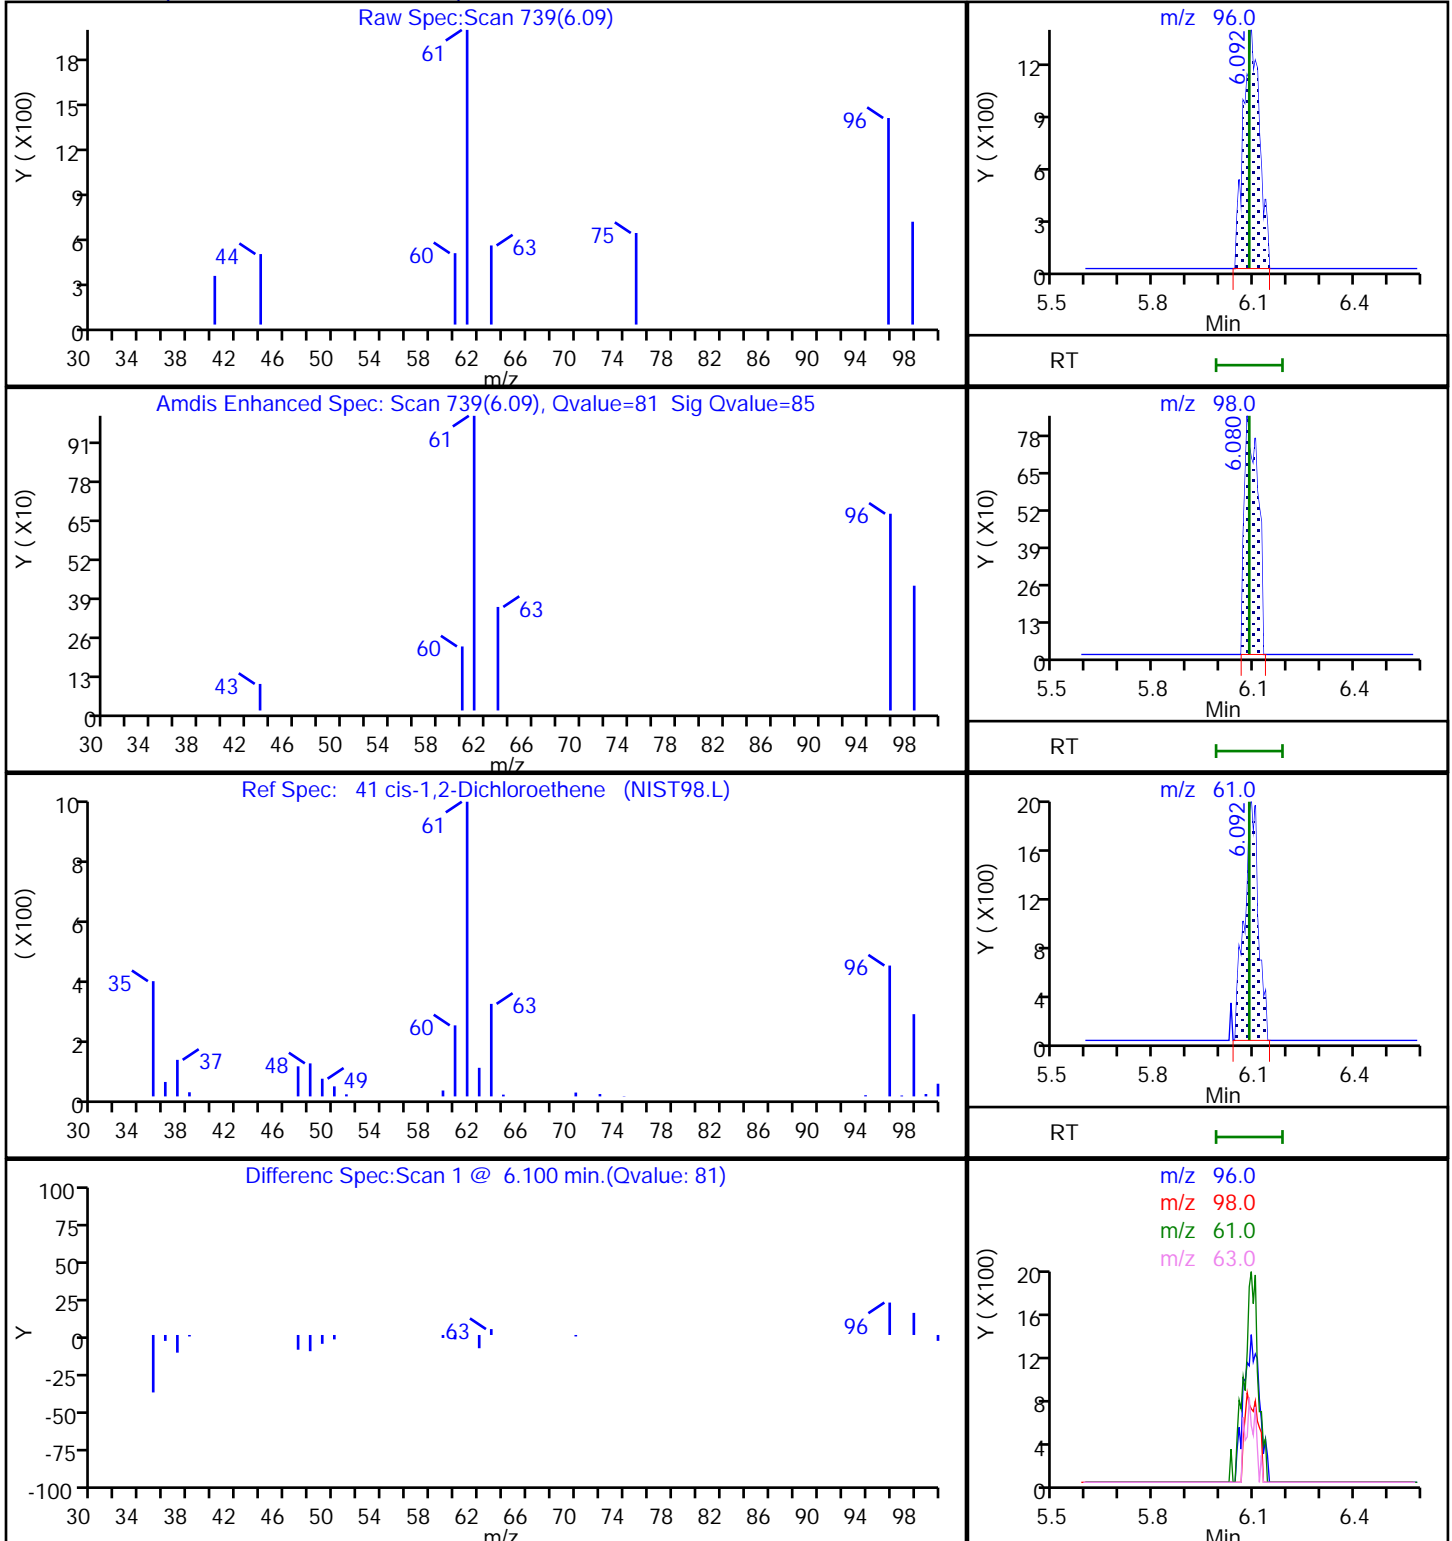 Raw Spec:Scan 739(6.09)
Y ( X100)
18
15
12
9
6
3
0
61
96
44
60
63
75
30 34 38 42 46 50 54 58 62 66 70 74 78 82 86 90 94 98
m/z
m/z 96.0
Y ( X100)
12
9
6
3
0
6.092
5.5 5.8 6.1 6.4
Min
RT
Amdis Enhanced Spec: Scan 739(6.09), Qvalue=81 Sig Qvalue=85
Y ( X10)
91
78
65
52
39
26
13
0
61
96
63
60
43
30 34 38 42 46 50 54 58 62 66 70 74 78 82 86 90 94 98
m/z
m/z 98.0
Y ( X10)
78
65
52
39
26
13
0
6.080
5.5 5.8 6.1 6.4
Min
RT
Ref Spec: 41 cis-1,2-Dichloroethene (NIST98.L)
( X100)
10
8
6
4
2
0
61
96
35
63
60
37
48
49
30 34 38 42 46 50 54 58 62 66 70 74 78 82 86 90 94 98
m/z 61.0
Y ( X100)
20
16
12
8
4
0
6.092
5.5 5.8 6.1 6.4
Min
RT
Differenc Spec:Scan 1 @ 6.100 min.(Qvalue: 81)
Y
100
75
50
25
0
-25
-50
-75
-100
63
96
30 34 38 42 46 50 54 58 62 66 70 74 78 82 86 90 94 98
m/z
m/z 96.0
m/z 98.0
m/z 61.0
m/z 63.0
Y ( X100)
20
16
12
8
4
0
5.5 5.8 6.1 6.4
Min